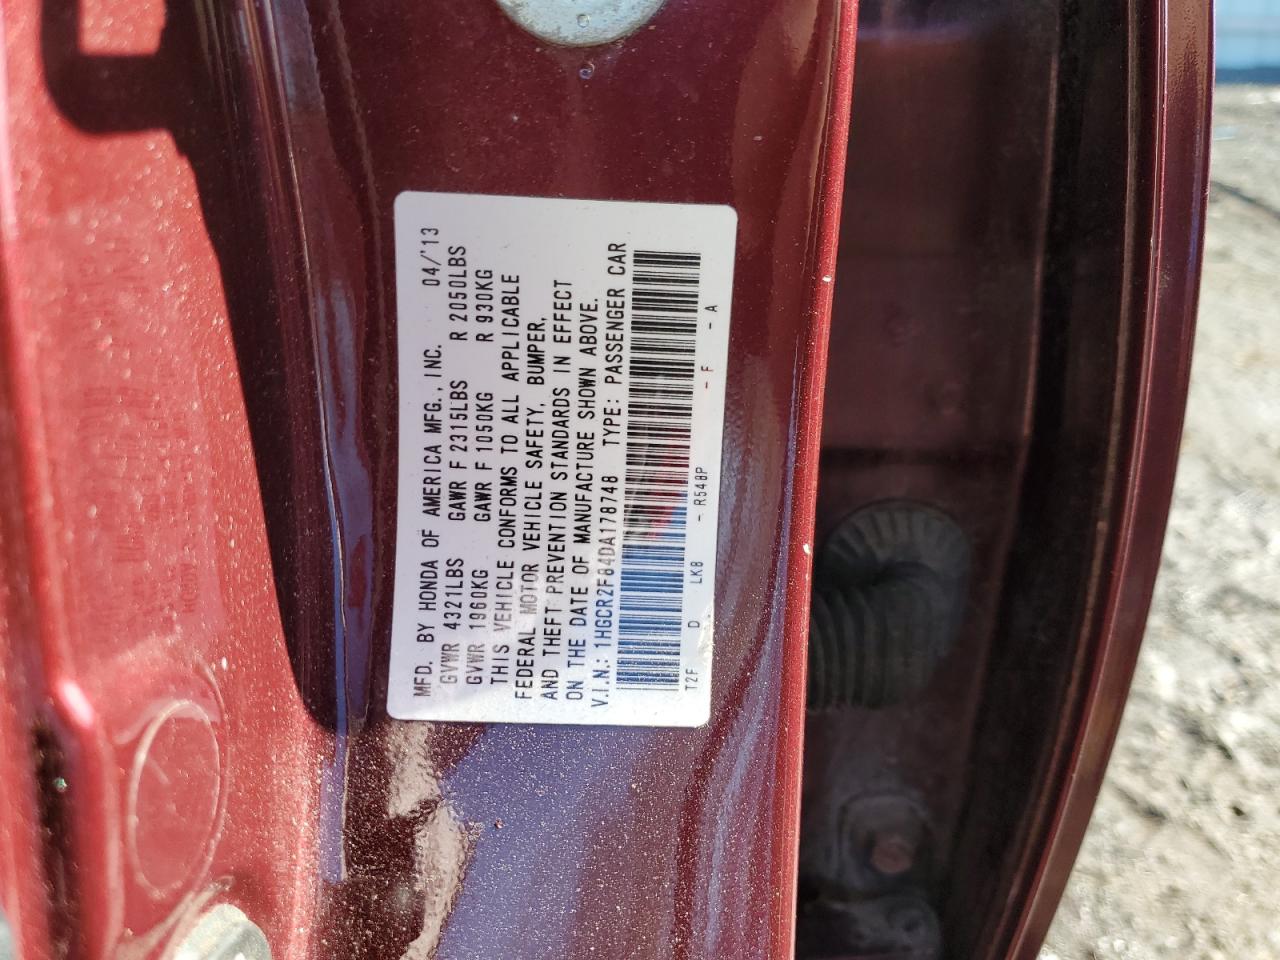 MFD. BY HONDA OF AMERICA MFG., INC. 04/'13
GVWR 4321LBS GAWR F 2315LBS R 2050LBS
GVWR 1960KG GAWR F 1050KG R 930KG
THIS VEHICLE CONFORMS TO ALL APPLICABLE
FEDERAL MOTOR VEHICLE SAFETY, BUMPER,
AND THEFT PREVENTION STANDARDS IN EFFECT
ON THE DATE OF MANUFACTURE SHOWN ABOVE.
V.I.N.: 1HGCR2F84DA178748 TYPE: PASSENGER CAR
T2F D LK8 - R548P - F - A